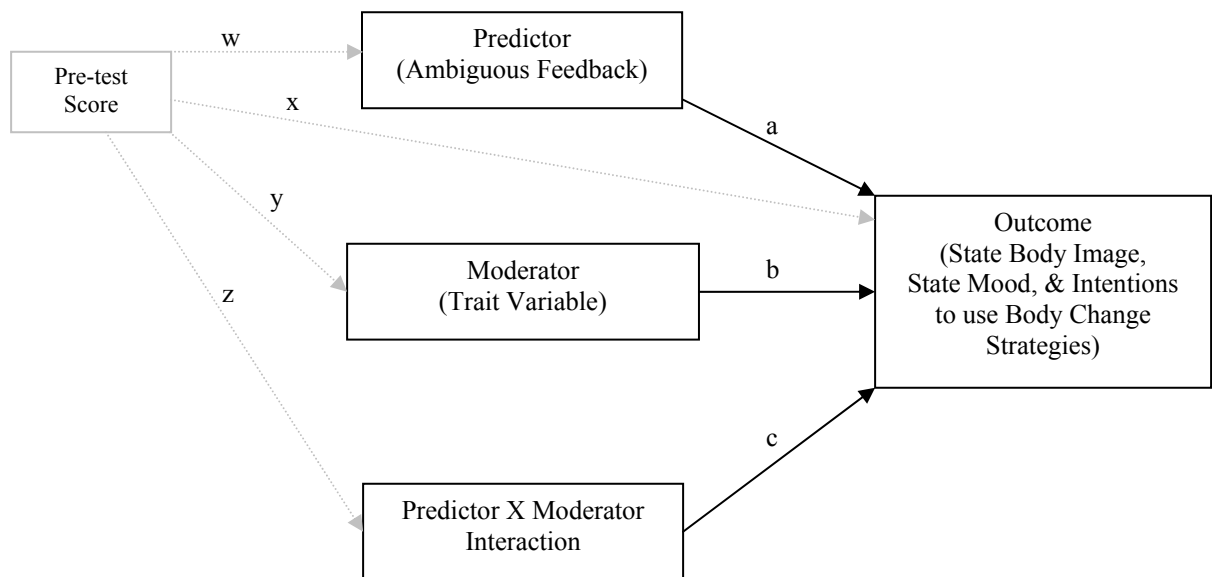 w
Predictor
(Ambiguous Feedback)
Pre-test
Score
x
a
y
Outcome
(State Body Image,
State Mood, & Intentions
to use Body Change
Strategies)
Moderator
(Trait Variable)
b
z
c
Predictor X Moderator
Interaction